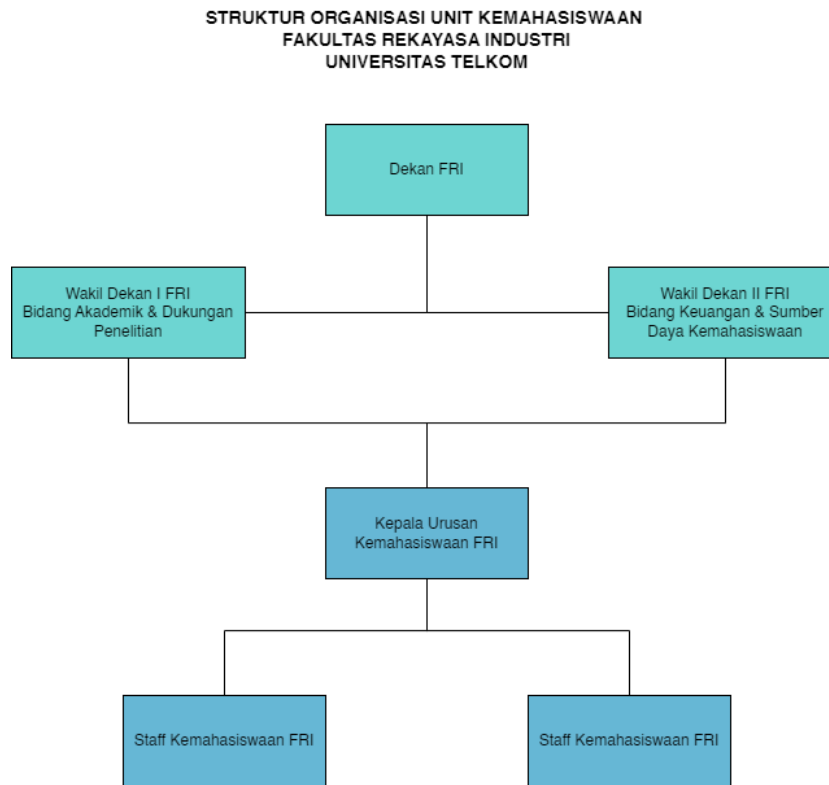 STRUKTUR ORGANISASI UNIT KEMAHASISWAAN
FAKULTAS REKAYASA INDUSTRI
UNIVERSITAS TELKOM
Dekan FRI
Wakil Dekan I FRI
Bidang Akademik & Dukungan
Penelitian
Wakil Dekan II FRI
Bidang Keuangan & Sumber
Daya Kemahasiswaan
Kepala Urusan
Kemahasiswaan FRI
Staff Kemahasiswaan FRI
Staff Kemahasiswaan FRI